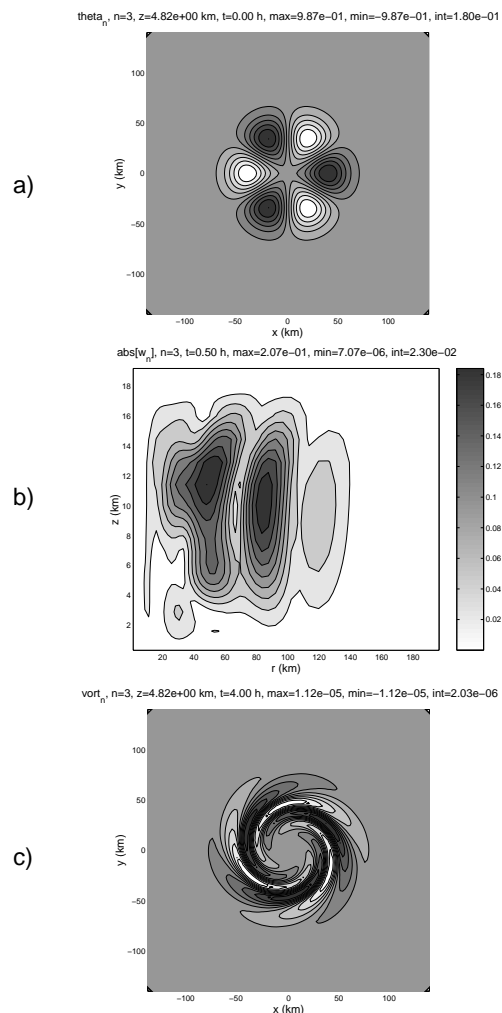 theta_n, n=3, z=4.82e+00 km, t=0.00 h, max=9.87e−01, min=−9.87e−01, int=1.80e−01
a)
y (km)
100
50
0
−50
−100
−100 −50 0 50 100
x (km)
abs[w_n], n=3, t=0.50 h, max=2.07e−01, min=7.07e−06, int=2.30e−02
b)
z (km)
18
16
14
12
10
8
6
4
2
20 40 60 80 100 120 140 160 180
r (km)
0.18
0.16
0.14
0.12
0.1
0.08
0.06
0.04
0.02
vort_n, n=3, z=4.82e+00 km, t=4.00 h, max=1.12e−05, min=−1.12e−05, int=2.03e−06
c)
y (km)
100
50
0
−50
−100
−100 −50 0 50 100
x (km)